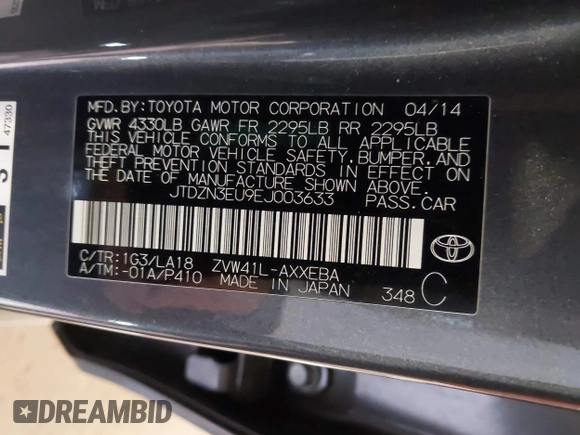 47330
MFD.BY:TOYOTA MOTOR CORPORATION 04/14
GVWR 4330LB GAWR FR 2295LB RR 2295LB
THIS VEHICLE CONFORMS TO ALL APPLICABLE
FEDERAL MOTOR VEHICLE SAFETY,BUMPER,AND
THEFT PREVENTION STANDARDS IN EFFECT ON
THE DATE OF MANUFACTURE SHOWN ABOVE.
JTDZN3EU9EJ003633 PASS.CAR
C/TR:1G3/LA18 ZVW41L-AXXEBA
A/TM:-01A/P410 MADE IN JAPAN 348 C
DREAMBID